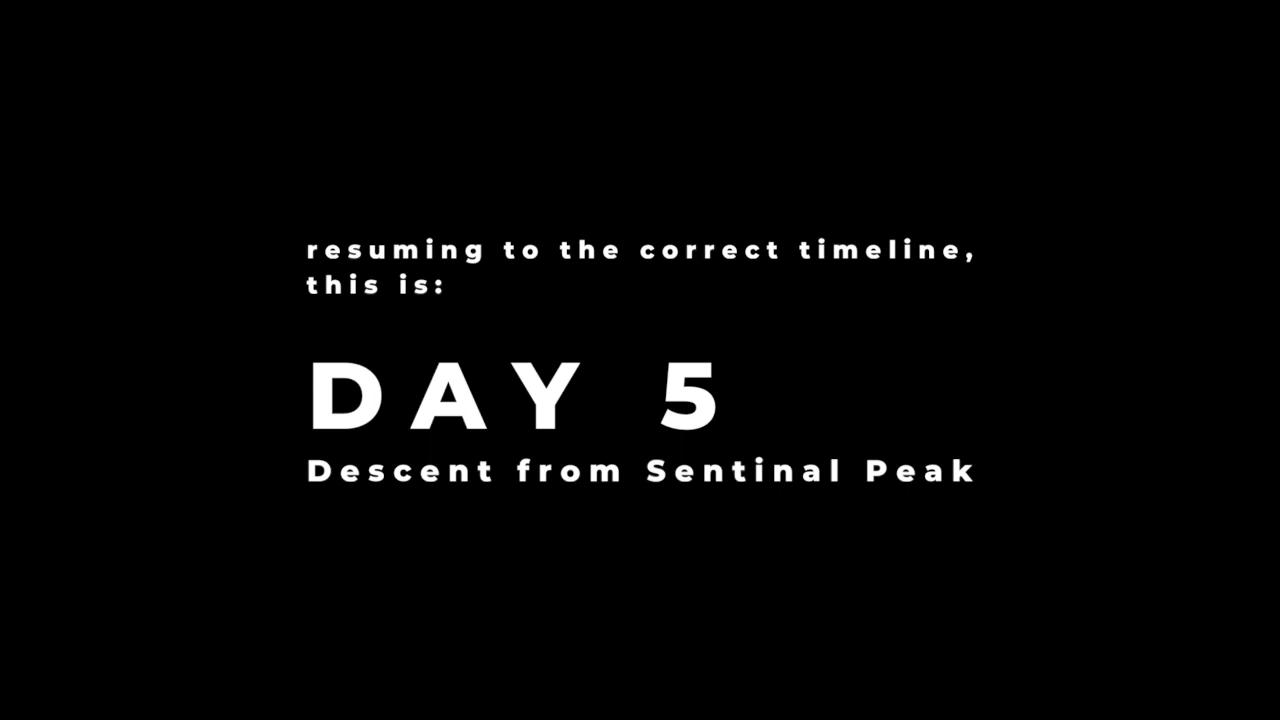 resuming to the correct timeline,
this is:
DAY 5
Descent from Sentinal Peak